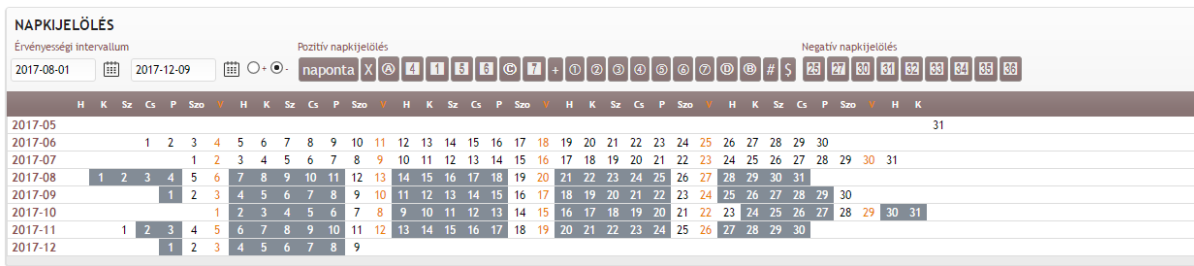 NAPKIJELÖLÉS
Érvényességi intervallum Pozitív napkijelölés Negatív napkijelölés
2017-08-01 2017-12-09 + - naponta X Ⓐ 4 1 5 6 Ⓒ 7 + ① ② ③ ④ ⑤ ⑥ ⑦ Ⓓ Ⓑ # $ 25 27 30 31 32 33 34 35 36
H K Sz Cs P Szo V H K Sz Cs P Szo V H K Sz Cs P Szo V H K Sz Cs P Szo V H K Sz Cs P Szo V H K
2017-05 31
2017-06 1 2 3 4 5 6 7 8 9 10 11 12 13 14 15 16 17 18 19 20 21 22 23 24 25 26 27 28 29 30
2017-07 1 2 3 4 5 6 7 8 9 10 11 12 13 14 15 16 17 18 19 20 21 22 23 24 25 26 27 28 29 30 31
2017-08 1 2 3 4 5 6 7 8 9 10 11 12 13 14 15 16 17 18 19 20 21 22 23 24 25 26 27 28 29 30 31
2017-09 1 2 3 4 5 6 7 8 9 10 11 12 13 14 15 16 17 18 19 20 21 22 23 24 25 26 27 28 29 30
2017-10 1 2 3 4 5 6 7 8 9 10 11 12 13 14 15 16 17 18 19 20 21 22 23 24 25 26 27 28 29 30 31
2017-11 1 2 3 4 5 6 7 8 9 10 11 12 13 14 15 16 17 18 19 20 21 22 23 24 25 26 27 28 29 30
2017-12 1 2 3 4 5 6 7 8 9